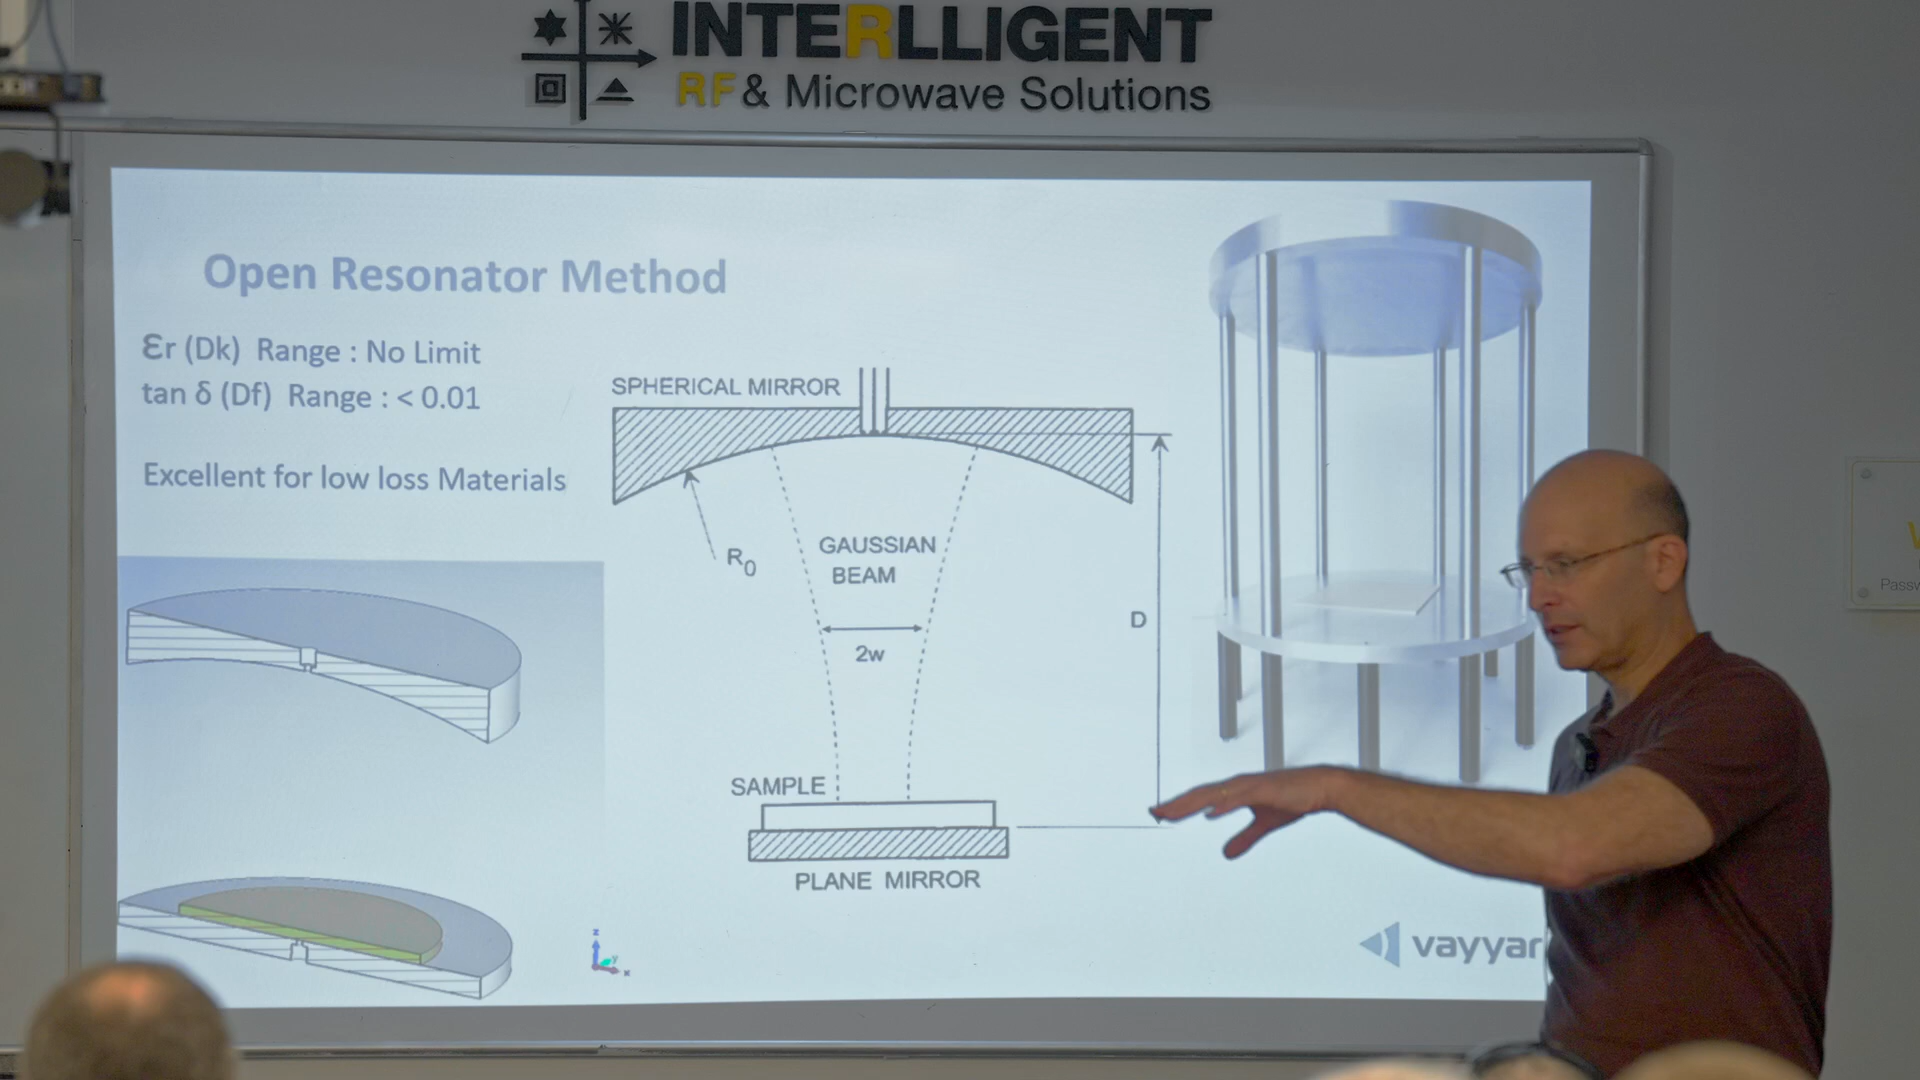 INTERLLIGENT
RF & Microwave Solutions
Open Resonator Method
Ɛr (Dk) Range : No Limit
tan δ (Df) Range : < 0.01
Excellent for low loss Materials
SPHERICAL MIRROR
R0
GAUSSIAN
BEAM
2w
D
SAMPLE
PLANE MIRROR
z
y
x
vayyar